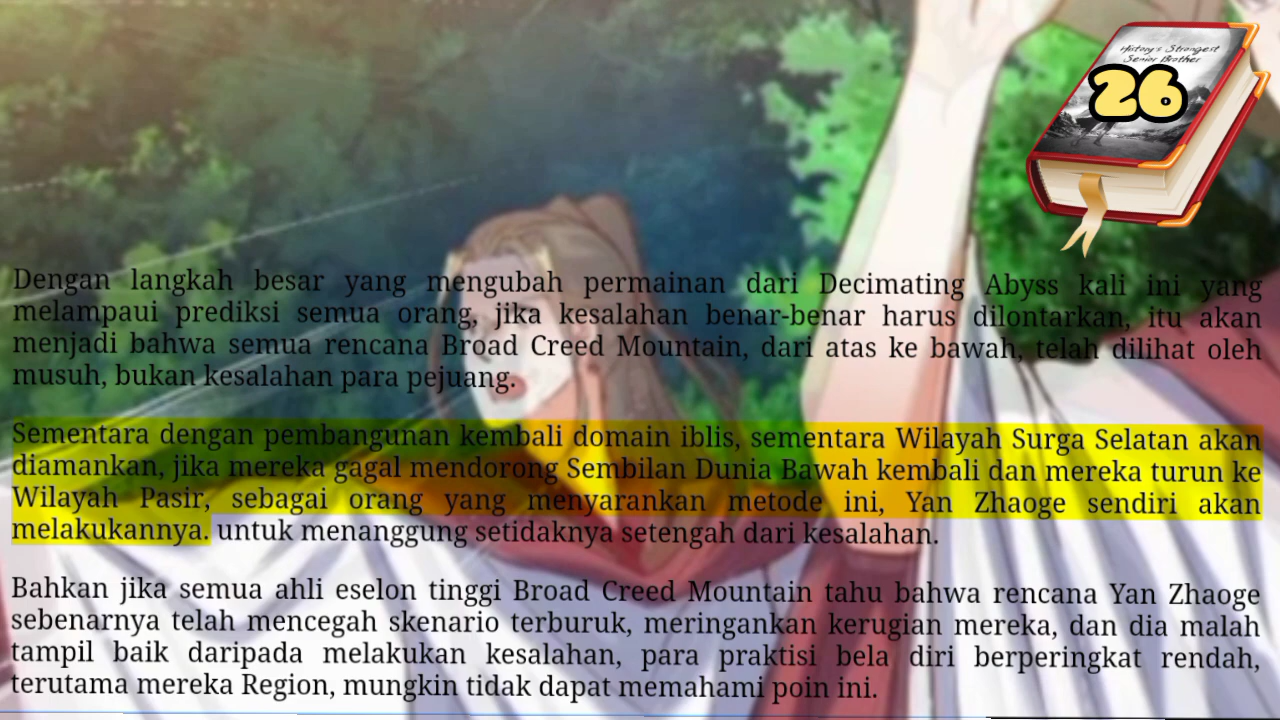 History's Strongest
Senior Brother
26
Dengan langkah besar yang mengubah permainan dari Decimating Abyss kali ini yang
melampaui prediksi semua orang, jika kesalahan benar-benar harus dilontarkan, itu akan
menjadi bahwa semua rencana Broad Creed Mountain, dari atas ke bawah, telah dilihat oleh
musuh, bukan kesalahan para pejuang.
Sementara dengan pembangunan kembali domain iblis, sementara Wilayah Surga Selatan akan
diamankan, jika mereka gagal mendorong Sembilan Dunia Bawah kembali dan mereka turun ke
Wilayah Pasir, sebagai orang yang menyarankan metode ini, Yan Zhaoge sendiri akan
melakukannya. untuk menanggung setidaknya setengah dari kesalahan.
Bahkan jika semua ahli eselon tinggi Broad Creed Mountain tahu bahwa rencana Yan Zhaoge
sebenarnya telah mencegah skenario terburuk, meringankan kerugian mereka, dan dia malah
tampil baik daripada melakukan kesalahan, para praktisi bela diri berperingkat rendah,
terutama mereka Region, mungkin tidak dapat memahami poin ini.